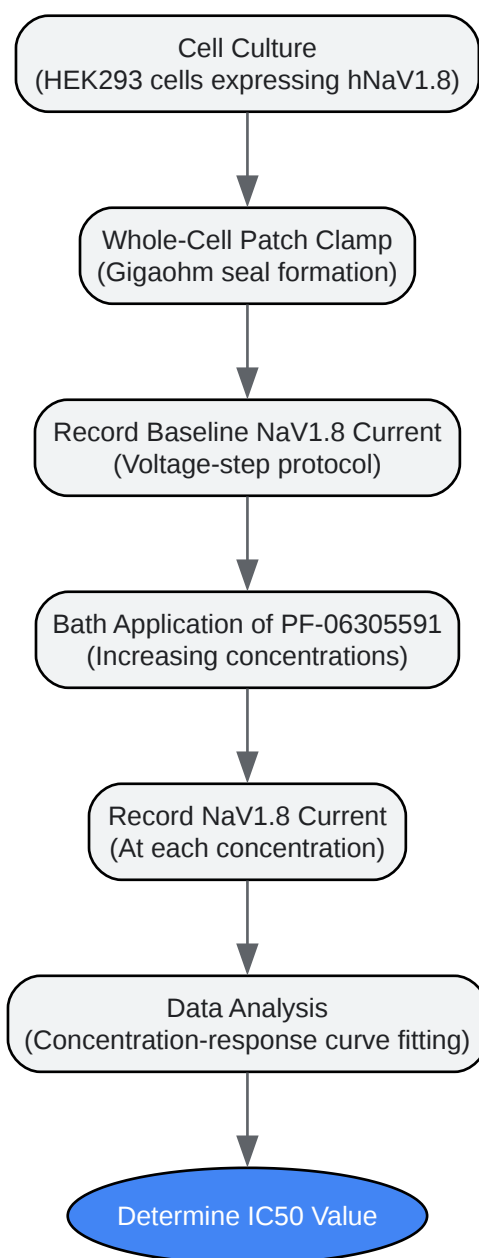 Cell Culture
(HEK293 cells expressing hNaV1.8)
Whole-Cell Patch Clamp
(Gigaohm seal formation)
Record Baseline NaV1.8 Current
(Voltage-step protocol)
Bath Application of PF-06305591
(Increasing concentrations)
Record NaV1.8 Current
(At each concentration)
Data Analysis
(Concentration-response curve fitting)
Determine IC50 Value